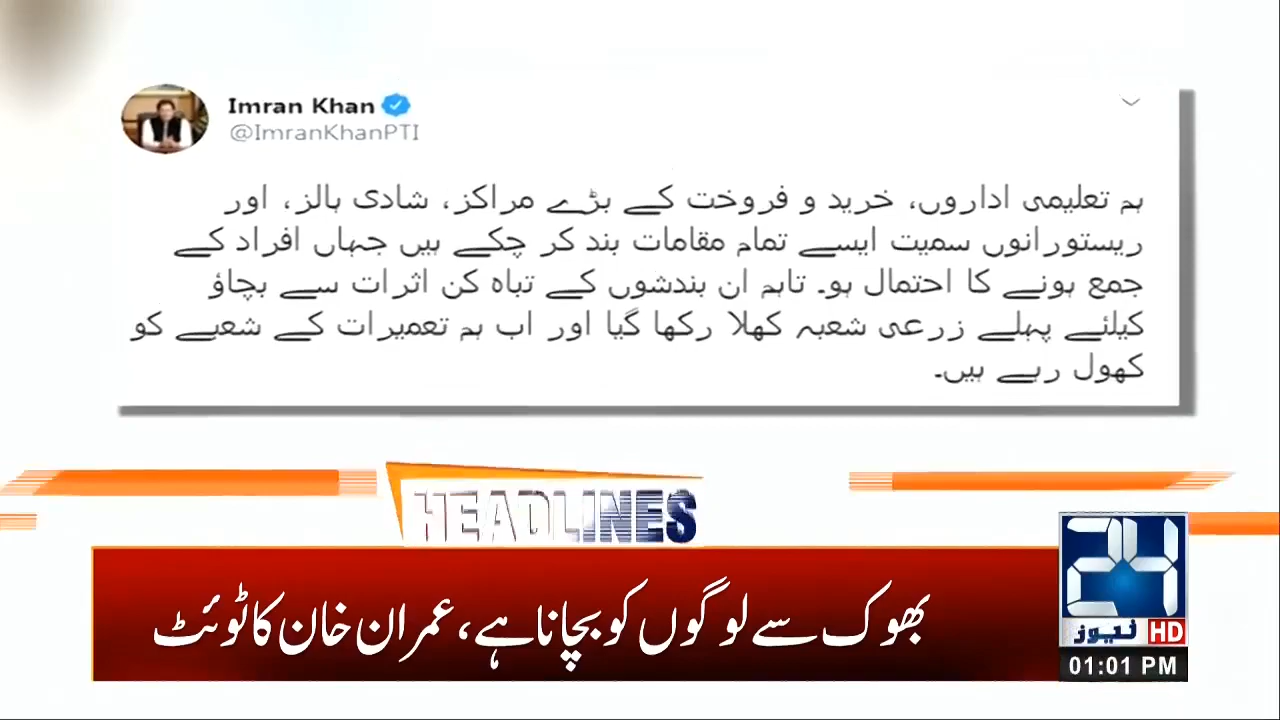 Imran Khan
@ImranKhanPTI
ہم تعلیمی اداروں، خرید و فروخت کے بڑے مراکز، شادی ہالز، اور
ریستورانوں سمیت ایسے تمام مقامات بند کر چکے ہیں جہاں افراد کے
جمع ہونے کا احتمال ہو۔ تاہم ان بندشوں کے تباہ کن اثرات سے بچاؤ
کیلئے پہلے زرعی شعبہ کھلا رکھا گیا اور اب ہم تعمیرات کے شعبے کو
کھول رہے ہیں۔
HEADLINES
بھوک سے لوگوں کو بچانا ہے، عمران خان کا ٹوئٹ
24
نیوز HD
01:01 PM